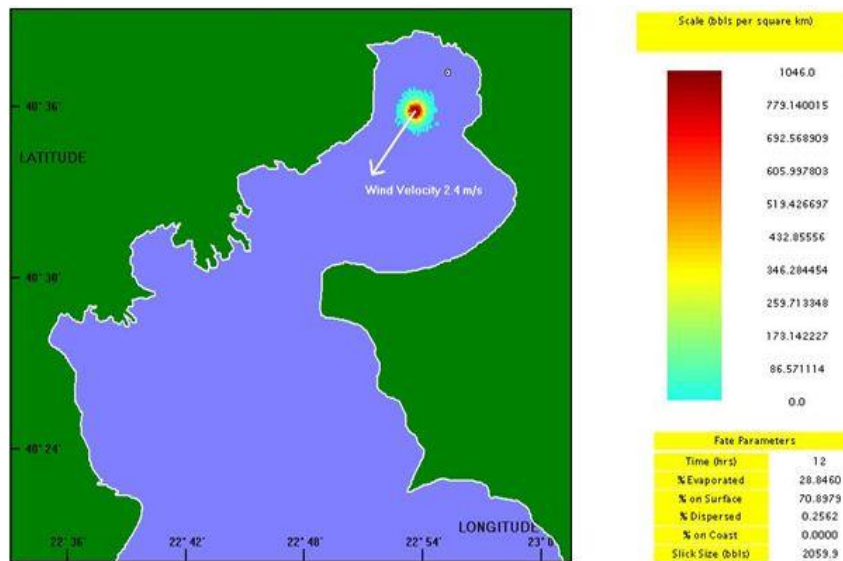 Scale (bbls per square km)
40° 36'
LATITUDE
Wind Velocity 2.4 m/s
40° 30'
40° 24'
LONGITUDE
22° 36' 22° 42' 22° 48' 22° 54' 23° 0'
1046.0
779.140015
692.568909
605.997803
519.426697
432.85556
346.284454
259.713348
173.142227
86.571114
0.0
Fate Parameters
Time (hrs) 12
% Evaporated 28.8460
% on Surface 70.8979
% Dispersed 0.2562
% on Coast 0.0000
Slick Size (bbls) 2059.9